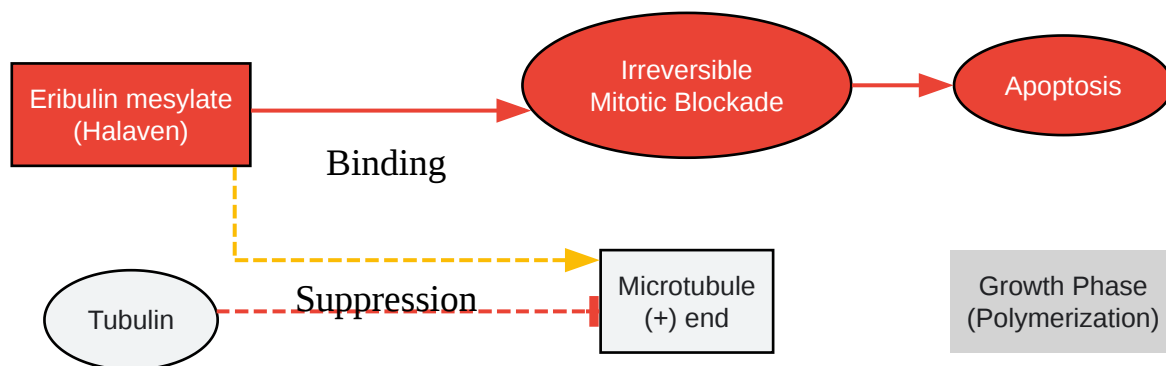 Eribulin mesylate
(Halaven)
Irreversible
Mitotic Blockade
Apoptosis
Binding
Tubulin
Suppression
Microtubule
(+) end
Growth Phase
(Polymerization)